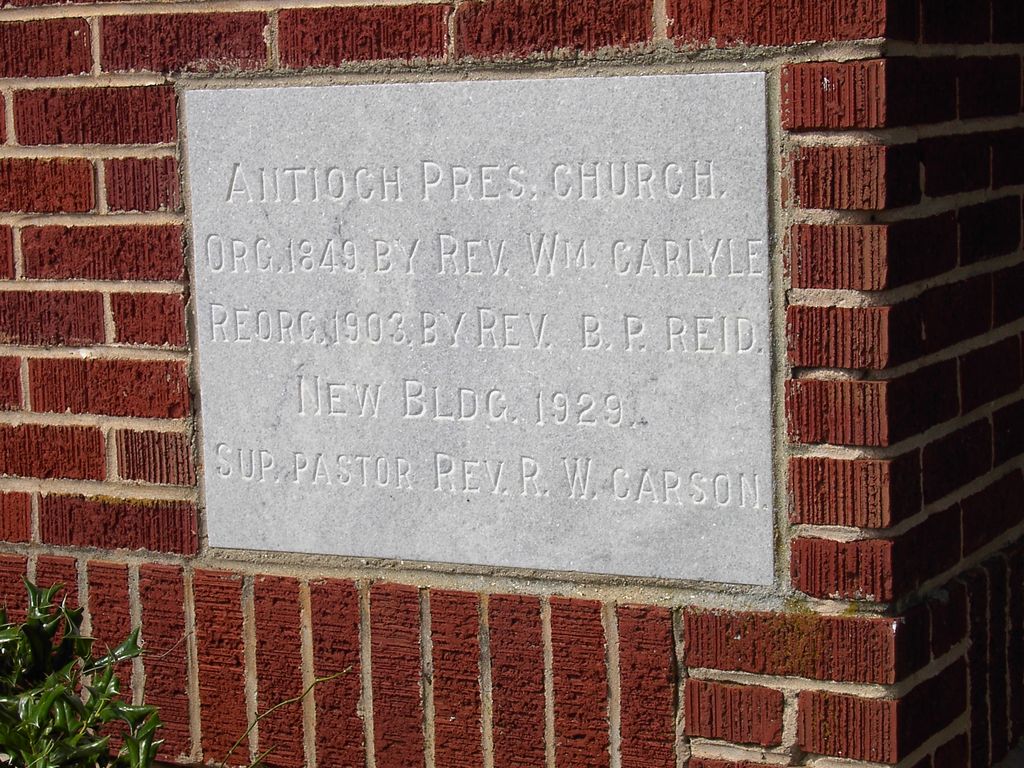 ANTIOCH PRES. CHURCH.
ORG. 1849, BY REV. WM. CARLYLE
REORG. 1903, BY REV. B. P. REID.
NEW BLDG. 1929.
SUP. PASTOR REV. R. W. CARSON.